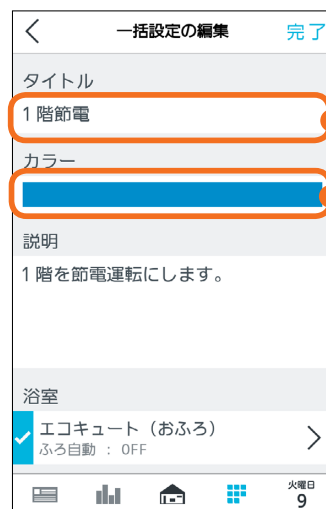 一括設定の編集 完了
タイトル
1 階節電
カラー
説明
1 階を節電運転にします。
浴室
エコキュート（おふろ）
ふろ自動 : OFF
火曜日
9